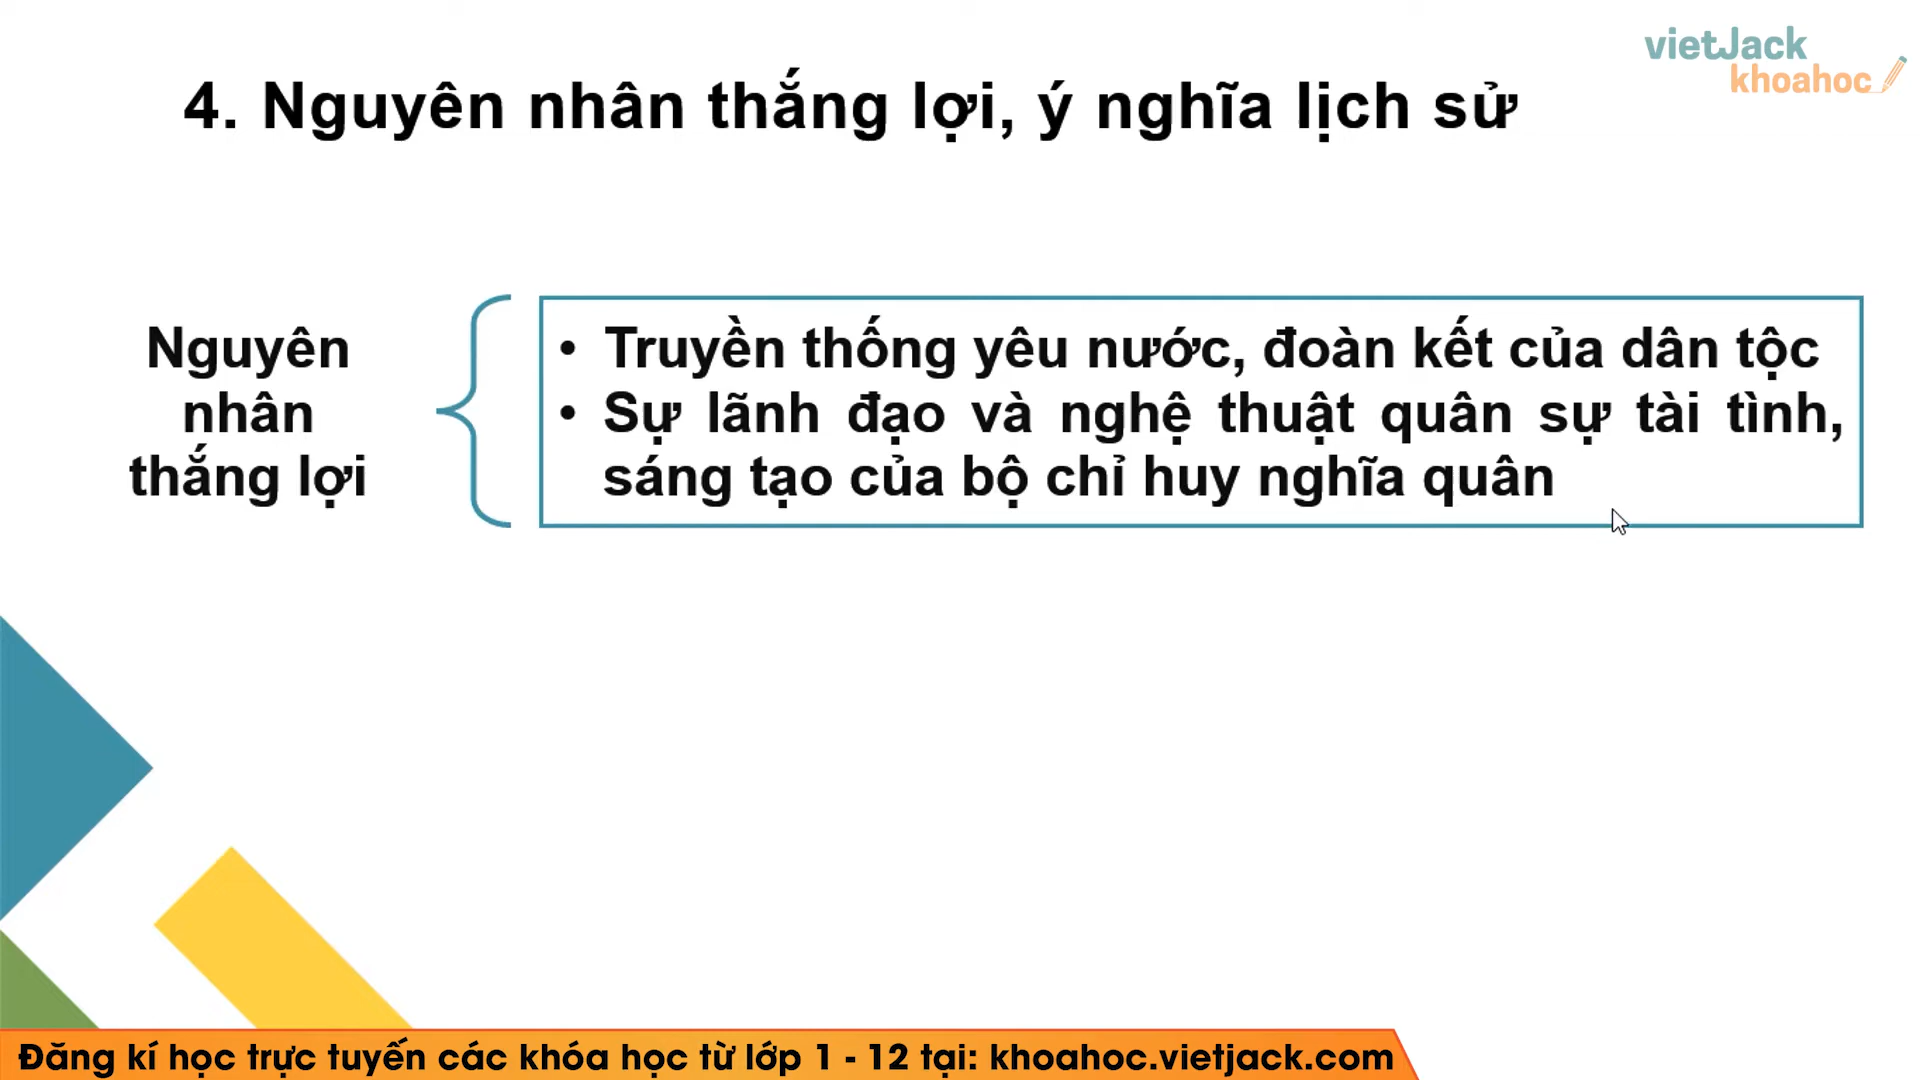 vietJack
khoahoc
4. Nguyên nhân thắng lợi, ý nghĩa lịch sử
Nguyên
nhân
thắng lợi
• Truyền thống yêu nước, đoàn kết của dân tộc
• Sự lãnh đạo và nghệ thuật quân sự tài tình,
sáng tạo của bộ chỉ huy nghĩa quân
Đăng kí học trực tuyến các khóa học từ lớp 1 - 12 tại: khoahoc.vietjack.com